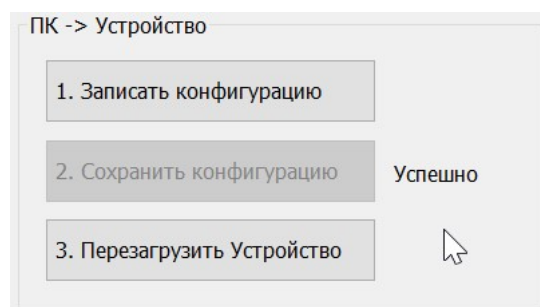 ПК -> Устройство
1. Записать конфигурацию
2. Сохранить конфигурацию Успешно
3. Перезагрузить Устройство